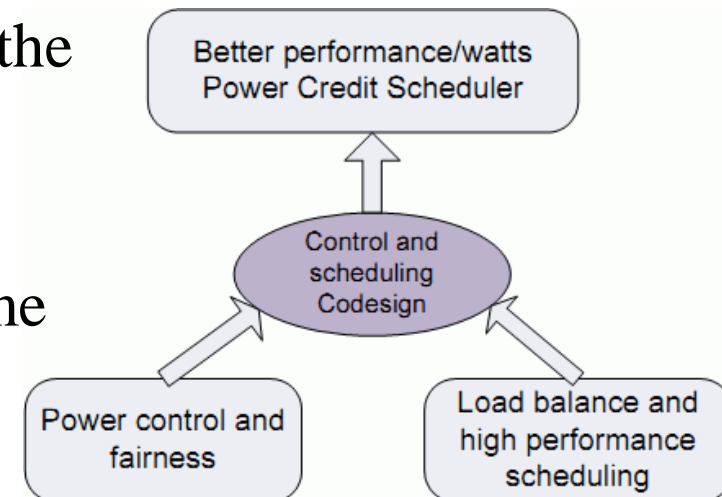 the
Better performance/watts
Power Credit Scheduler
Control and
scheduling
Codesign
Power control and
fairness
Load balance and
high performance
scheduling